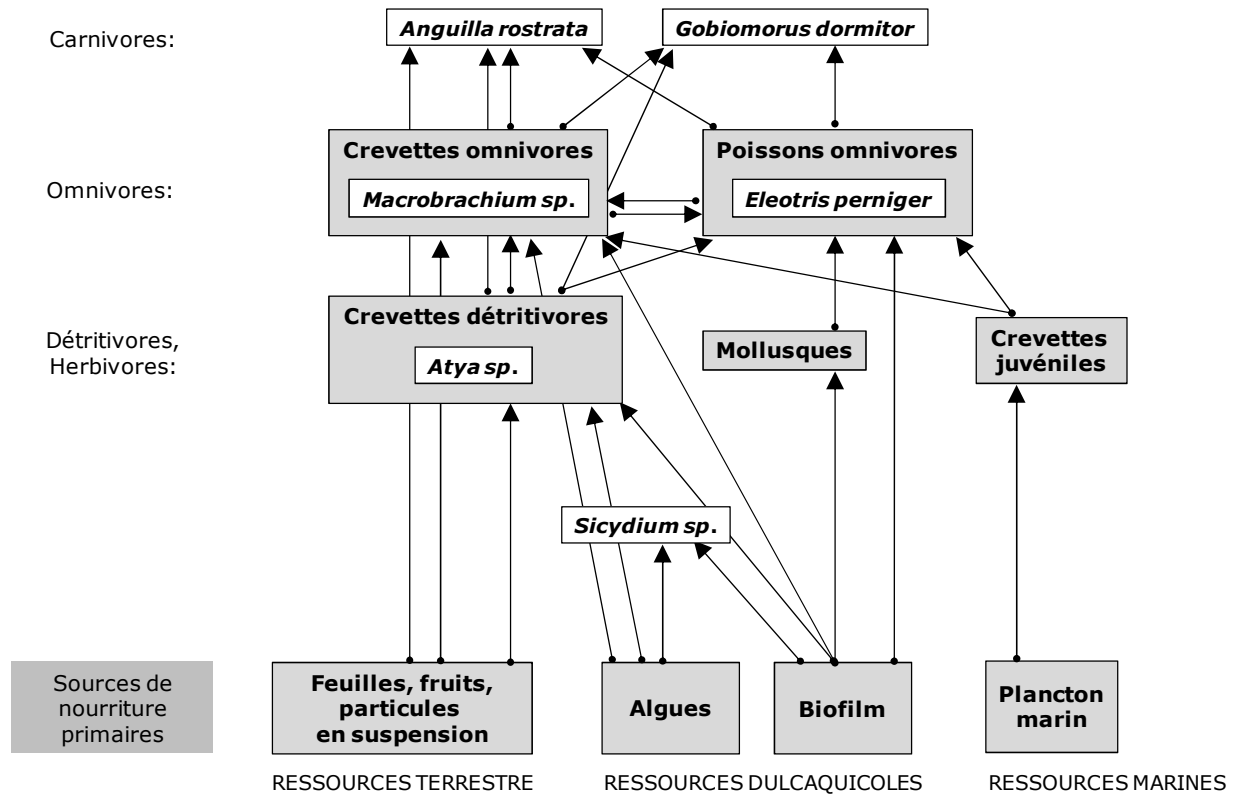 Carnivores:
Anguilla rostrata
Gobiomorus dormitor
Omnivores:
Crevettes omnivores
Macrobrachium sp.
Poissons omnivores
Eleotris perniger
Détritivores,
Herbivores:
Crevettes détritivores
Atya sp.
Mollusques
Crevettes
juvéniles
Sicydium sp.
Sources de
nourriture
primaires
Feuilles, fruits,
particules
en suspension
Algues
Biofilm
Plancton
marin
RESSOURCES TERRESTRE
RESSOURCES DULCAQUICOLES
RESSOURCES MARINES